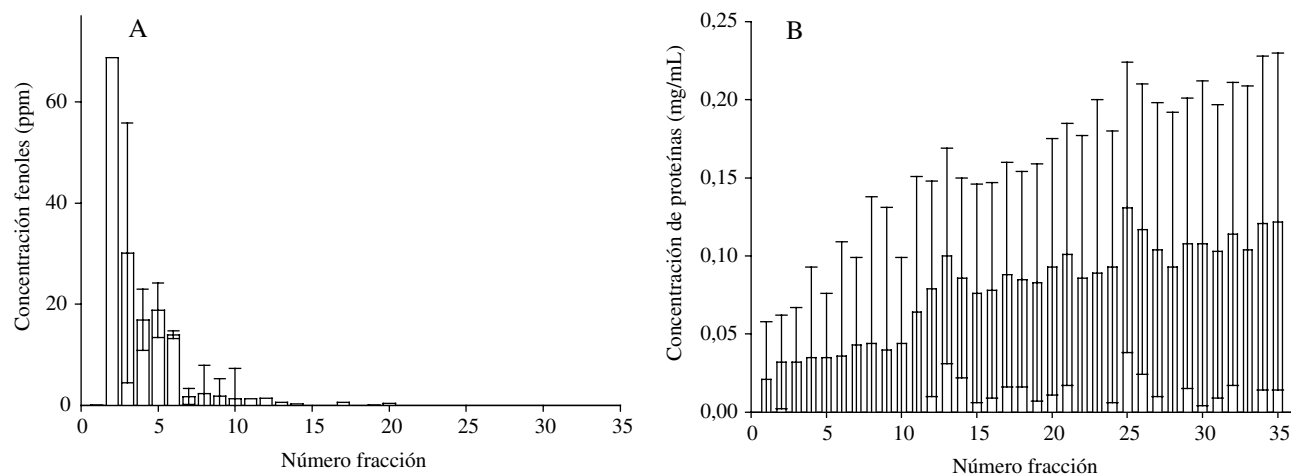 A
Concentración fenoles (ppm)
60
40
20
0
0 5 10 15 20 25 30 35
Número fracción
B
Concentración de proteínas (mg/mL)
0,25
0,20
0,15
0,10
0,05
0,00
0 5 10 15 20 25 30 35
Número fracción